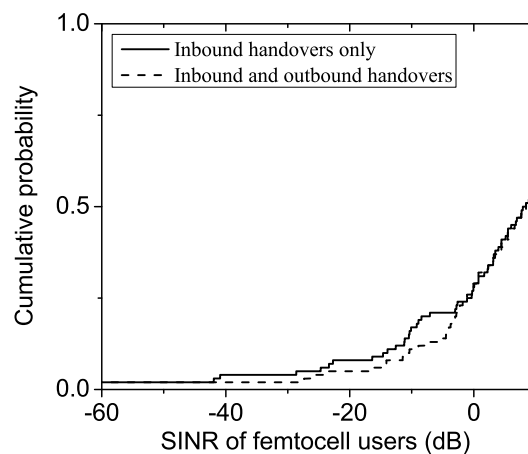 1.0
Inbound handovers only
Inbound and outbound handovers
Cumulative probability
0.5
0.0
-60 -40 -20 0
SINR of femtocell users (dB)